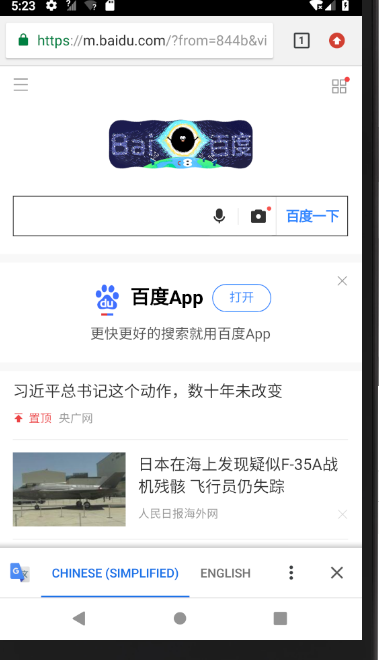 5:23
https://m.baidu.com/?from=844b&vi
1
Bai 百度
百度一下
du 百度App 打开
更快更好的搜索就用百度App
习近平总书记这个动作，数十年未改变
置顶 央广网
日本在海上发现疑似F-35A战
机残骸 飞行员仍失踪
人民日报海外网
G CHINESE (SIMPLIFIED) ENGLISH